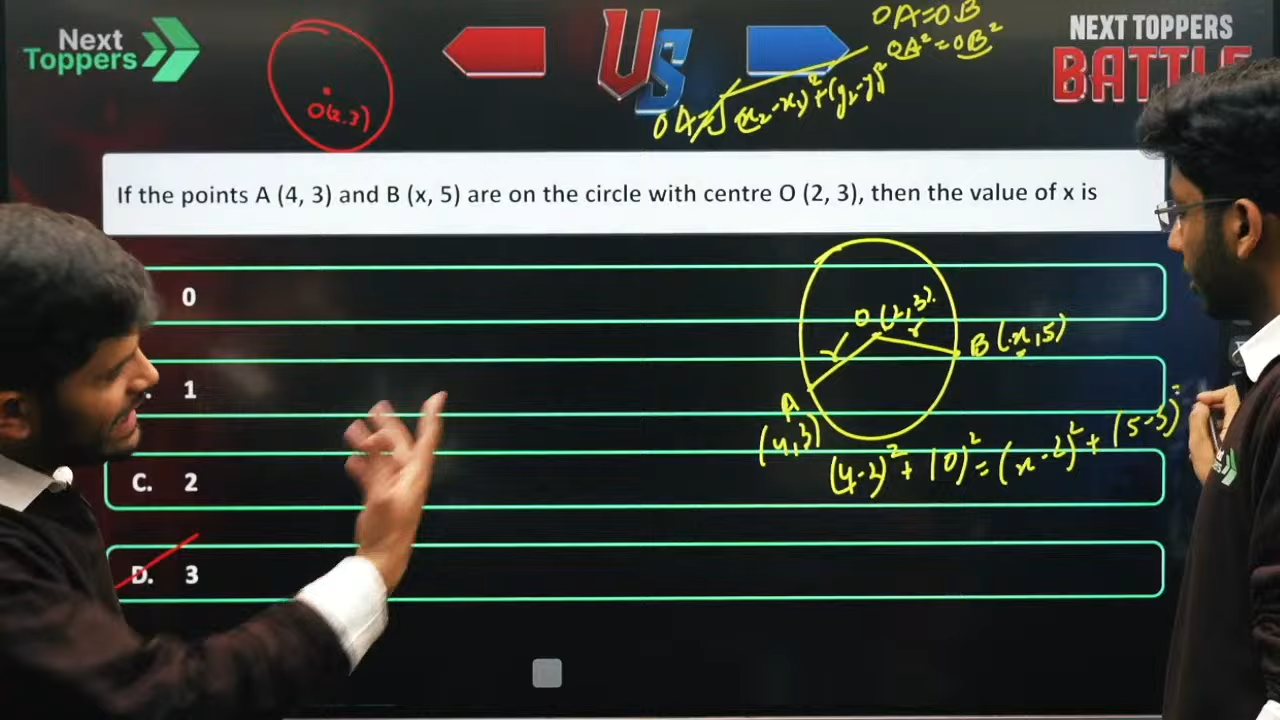 Next
Toppers
O(2,3)
US
OA=OB
OA²=OB²
OA=√(x₂-x₁)²+(y₂-y₁)²
NEXT TOPPERS
BATTLE
If the points A (4, 3) and B (x, 5) are on the circle with centre O (2, 3), then the value of x is
0
1
C. 2
D. 3
O (2,3).
r
r
B (x,5)
A
(4,3)
(4-2)²+(0)²=(x-2)²+(5-3)²